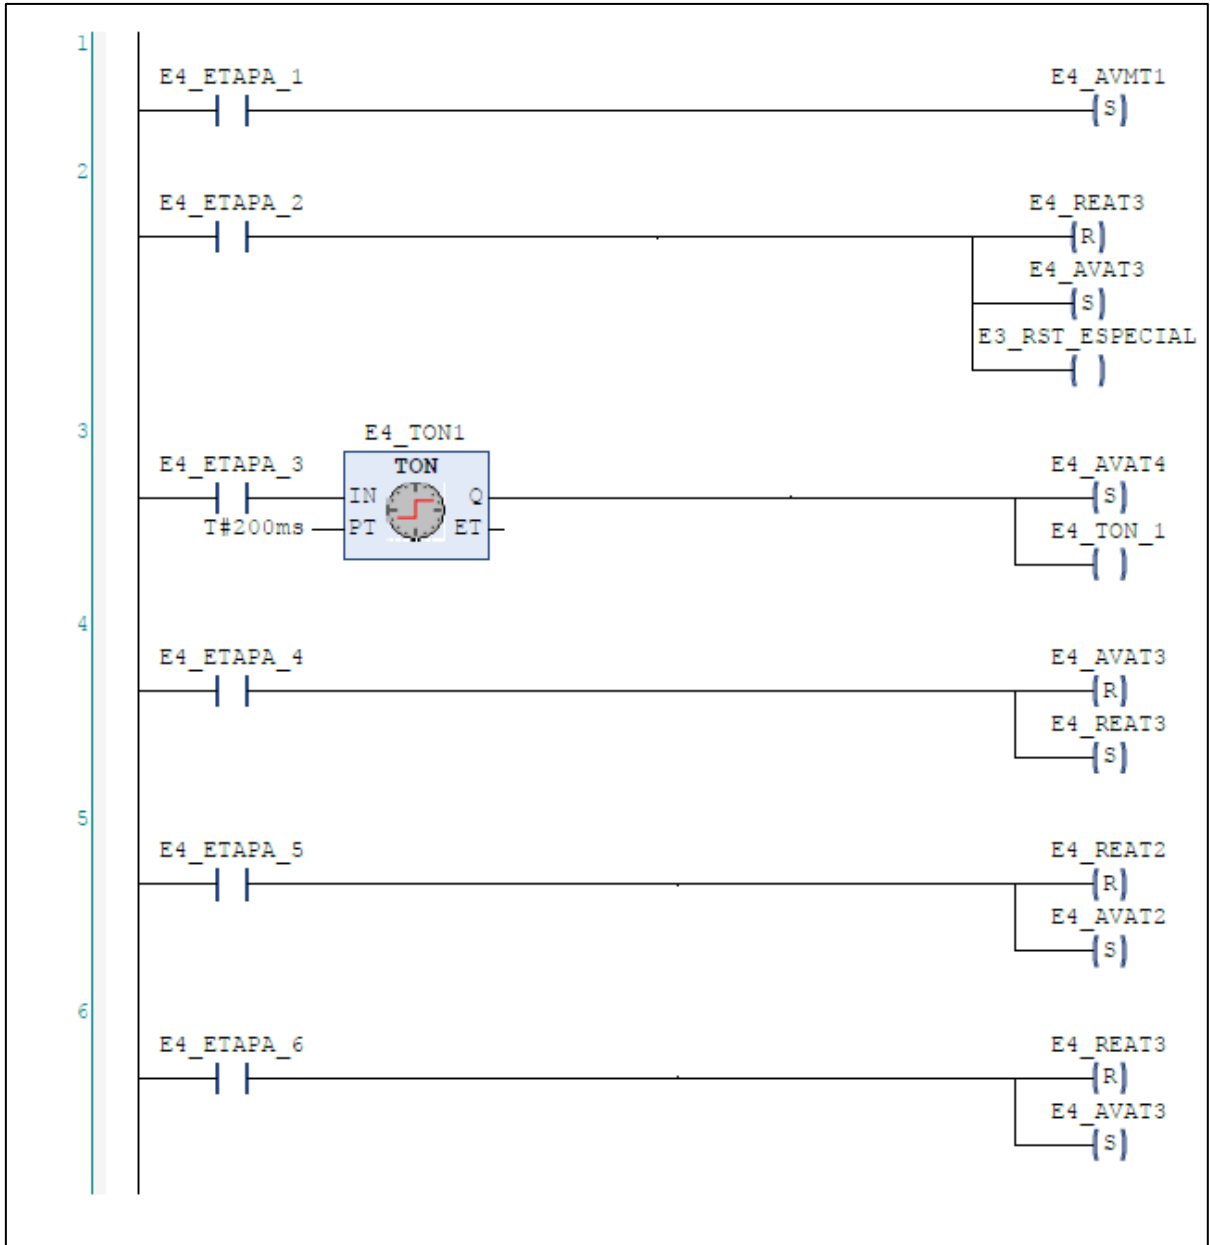 1
E4_ETAPA_1 E4_AVMT1
S
2
E4_ETAPA_2 E4_REAT3
R
E4_AVAT3
S
E3_RST_ESPECIAL
3
E4_TON1
E4_ETAPA_3 TON E4_AVAT4
IN Q S
T#200ms PT ET E4_TON_1
4
E4_ETAPA_4 E4_AVAT3
R
E4_REAT3
S
5
E4_ETAPA_5 E4_REAT2
R
E4_AVAT2
S
6
E4_ETAPA_6 E4_REAT3
R
E4_AVAT3
S